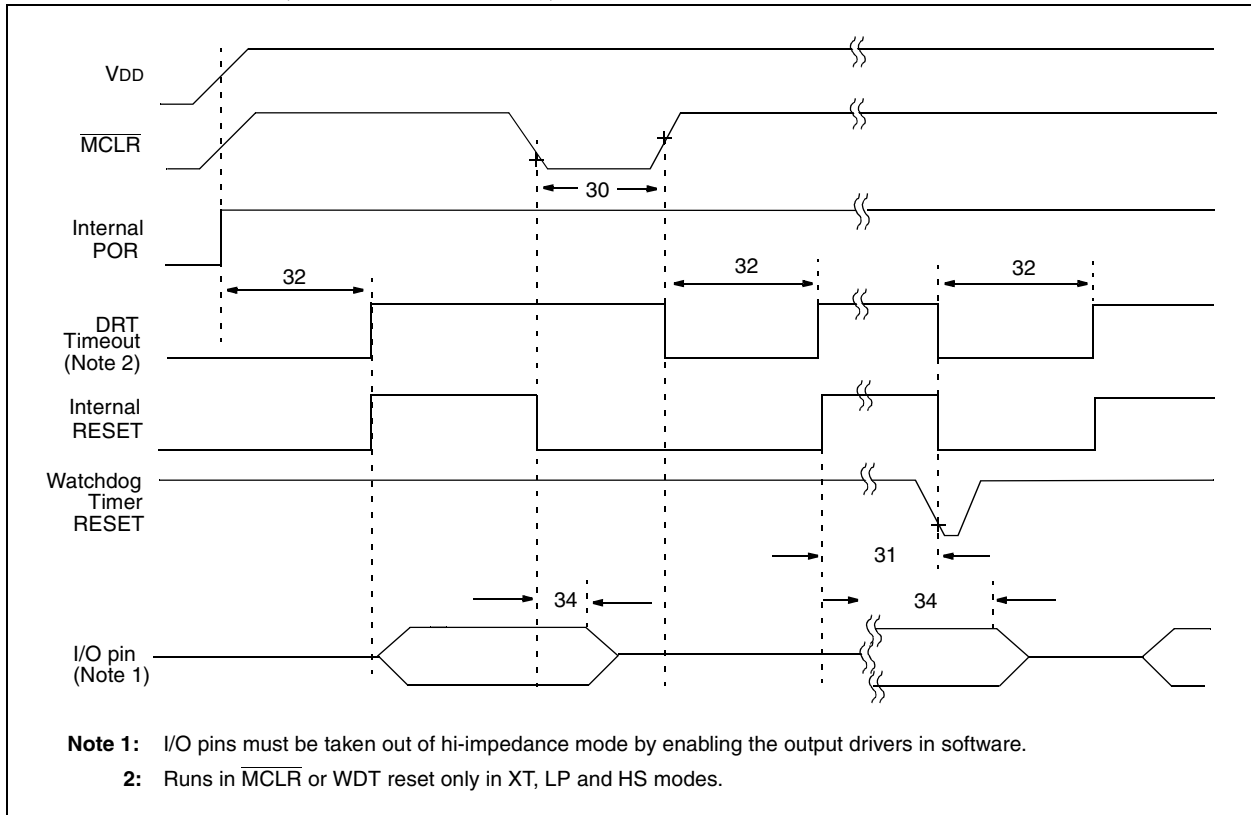 VDD
MCLR
30
Internal
POR
32
32
32
DRT
Timeout
(Note 2)
Internal
RESET
Watchdog
Timer
RESET
31
34
34
I/O pin
(Note 1)
Note 1: I/O pins must be taken out of hi-impedance mode by enabling the output drivers in software.
2: Runs in MCLR or WDT reset only in XT, LP and HS modes.